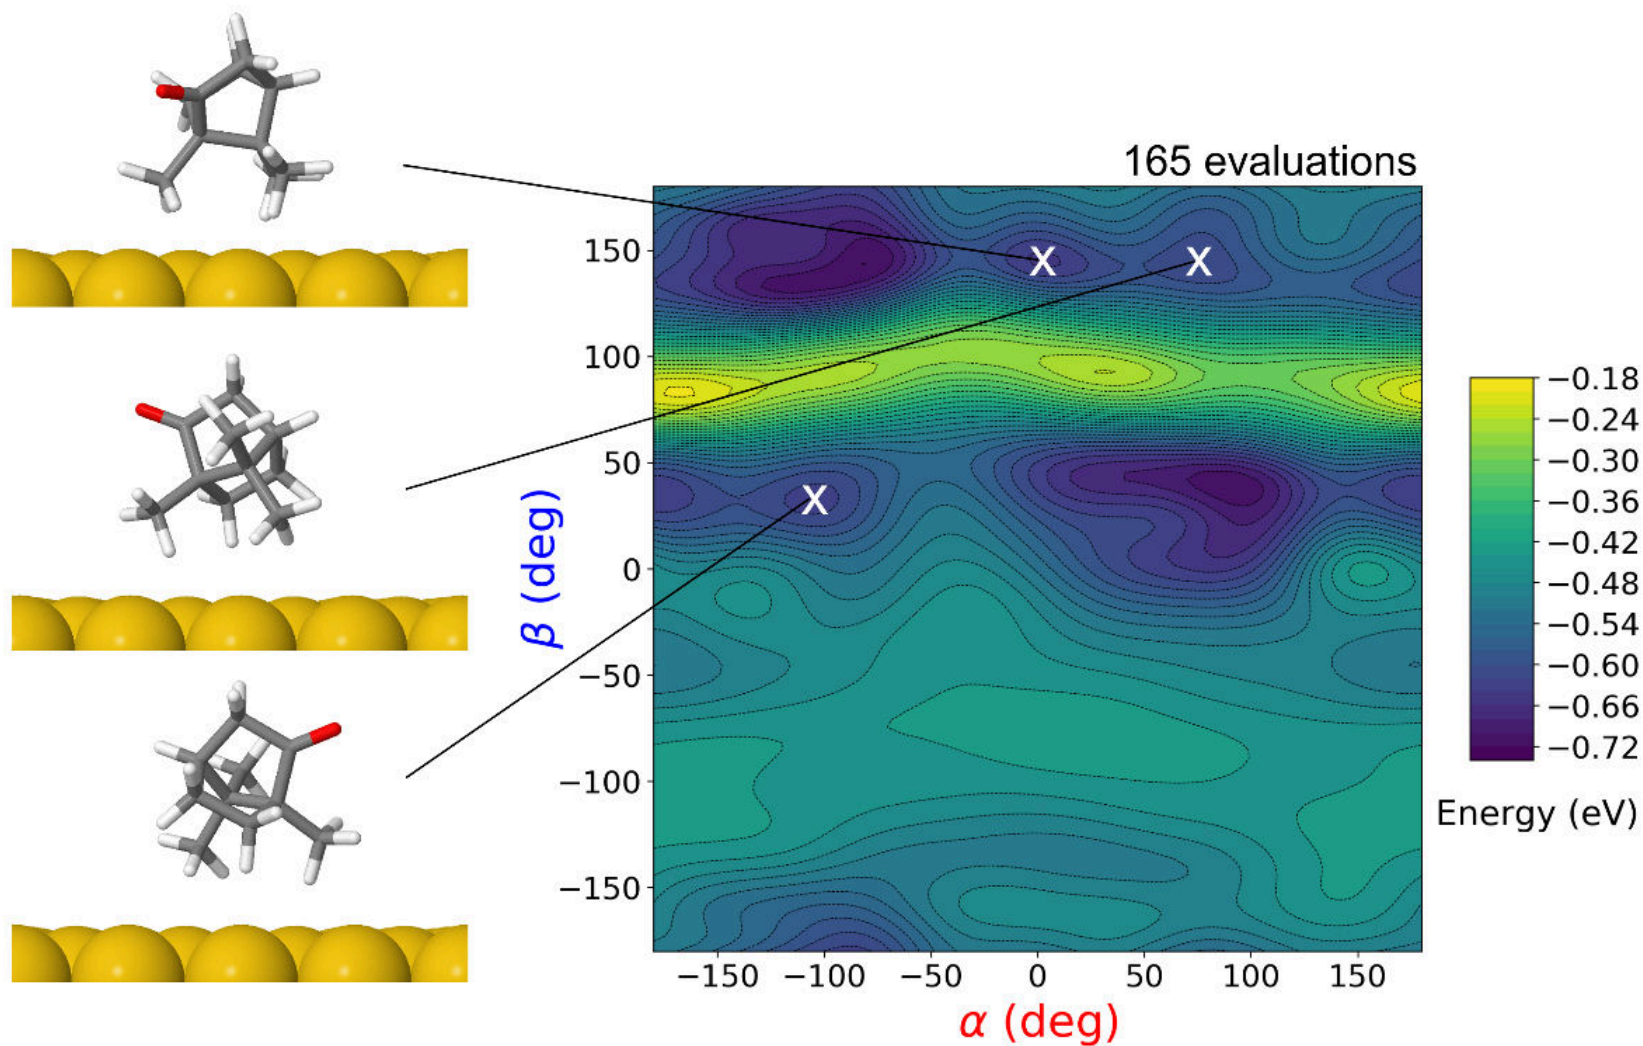 165 evaluations
X X
X
150
100
50
0
−50
−100
−150
β (deg)
−150 −100 −50 0 50 100 150
α (deg)
−0.18
−0.24
−0.30
−0.36
−0.42
−0.48
−0.54
−0.60
−0.66
−0.72
Energy (eV)